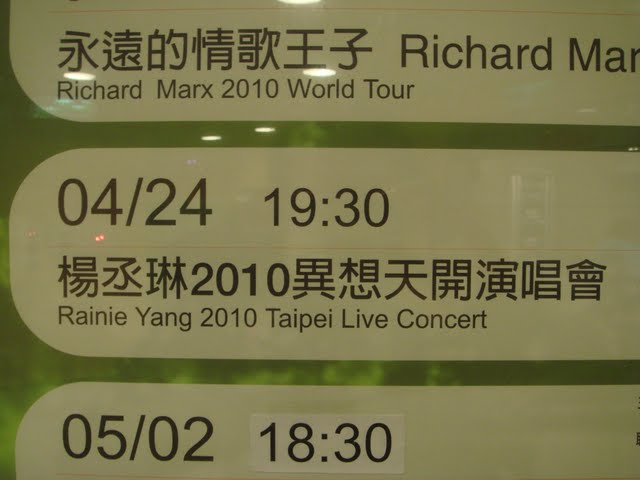 永遠的情歌王子 Richard Mar
Richard Marx 2010 World Tour
04/24 19:30
楊丞琳2010異想天開演唱會
Rainie Yang 2010 Taipei Live Concert
05/02 18:30